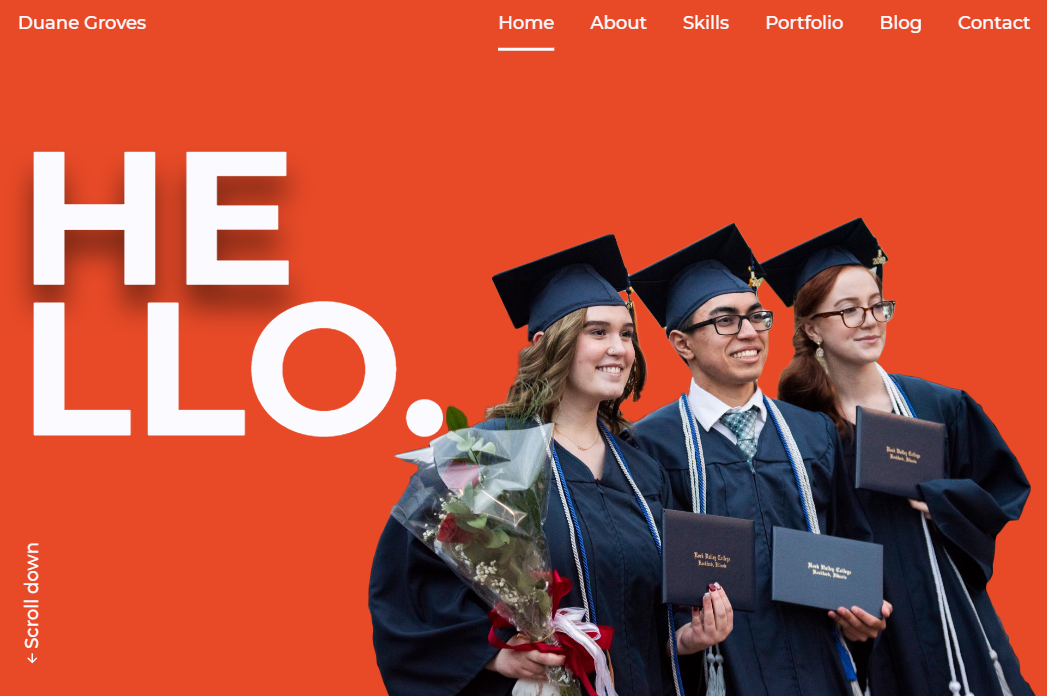 Duane Groves
Home About Skills Portfolio Blog Contact
HE
LLO.
Rock Valley College
Rockford, Illinois
Rock Valley College
Rockford, Illinois
Rock Valley College
Rockford, Illinois
← Scroll down